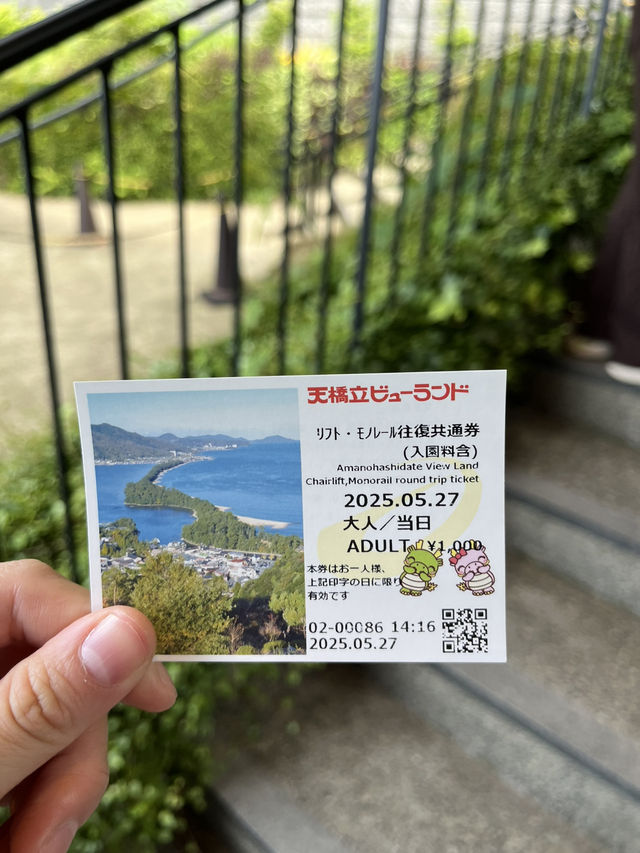 天橋立ビューランド
リフト・モノレール往復共通券
(入園料含)
Amanohashidate View Land
Chairlift,Monorail round trip ticket
2025.05.27
大人／当日
ADULT / ¥1,000
本券はお一人様、
上記印字の日に限り
有効です
02-00086 14:16
2025.05.27